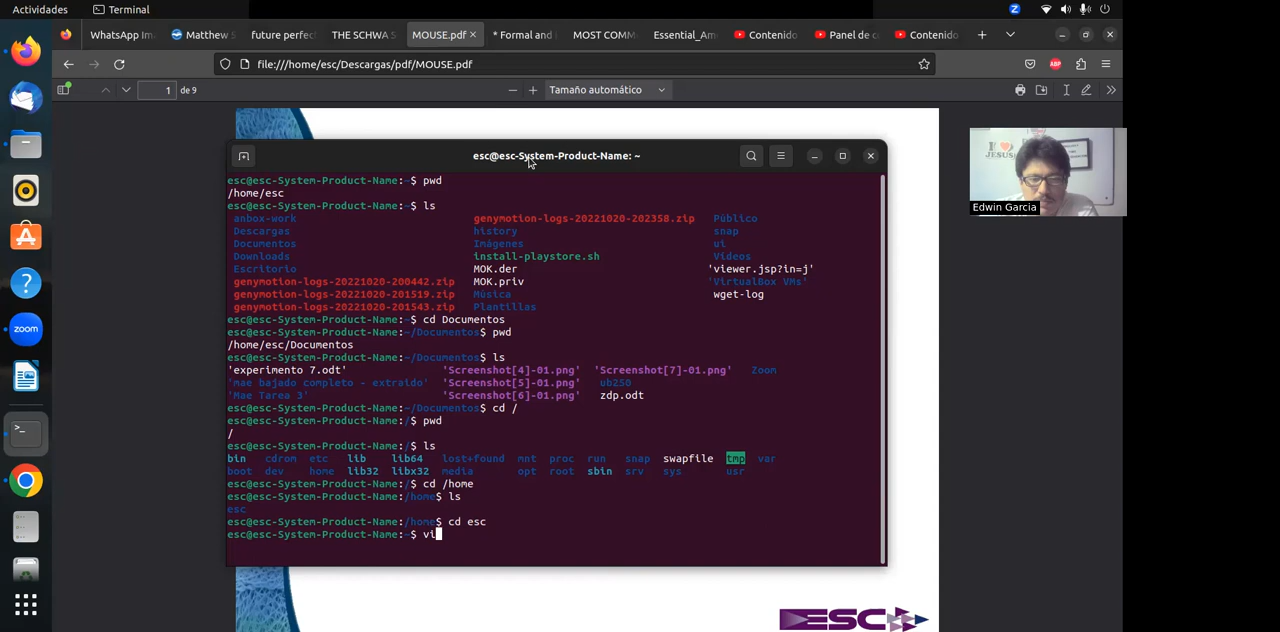 Actividades
Terminal
WhatsApp Im
Matthew
future perfec
THE SCHWA
MOUSE.pdf
* Formal and
MOST COMM
Essential_Am
Contenido
Panel de c
Contenido
file:///home/esc/Descargas/pdf/MOUSE.pdf
ABP
1 de 9
Tamaño automático
esc@esc-System-Product-Name: ~
esc@esc-System-Product-Name:~$ pwd
/home/esc
esc@esc-System-Product-Name:~$ ls
anbox-work genymotion-logs-20221020-202358.zip Público
Descargas history snap
Documentos Imágenes ui
Downloads install-playstore.sh Vídeos
Escritorio MOK.der 'viewer.jsp?in=j'
genymotion-logs-20221020-200442.zip MOK.priv 'VirtualBox VMs'
genymotion-logs-20221020-201519.zip Música wget-log
genymotion-logs-20221020-201543.zip Plantillas
esc@esc-System-Product-Name:~$ cd Documentos
esc@esc-System-Product-Name:~/Documentos$ pwd
/home/esc/Documentos
esc@esc-System-Product-Name:~/Documentos$ ls
'experimento 7.odt' 'Screenshot[4]-01.png' 'Screenshot[7]-01.png' Zoom
'mae bajado completo - extraido' 'Screenshot[5]-01.png' ub250
'Mae Tarea 3' 'Screenshot[6]-01.png' zdp.odt
esc@esc-System-Product-Name:~/Documentos$ cd /
esc@esc-System-Product-Name:/$ pwd
/
esc@esc-System-Product-Name:/$ ls
bin cdrom etc lib lib64 lost+found mnt proc run snap swapfile tmp var
boot dev home lib32 libx32 media opt root sbin srv sys usr
esc@esc-System-Product-Name:/$ cd /home
esc@esc-System-Product-Name:/home$ ls
esc
esc@esc-System-Product-Name:/home$ cd esc
esc@esc-System-Product-Name:~$ vi
I
JESUS
Edwin Garcia
zoom
ESC